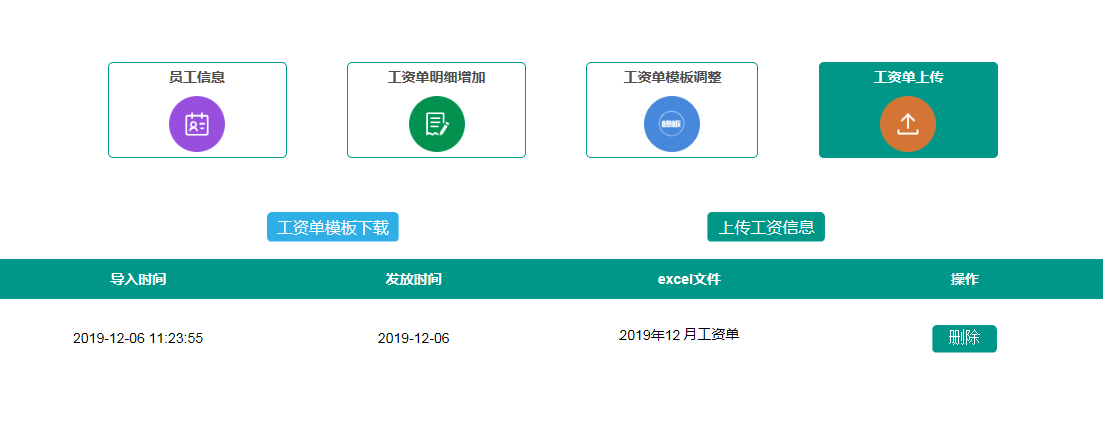 员工信息 工资单明细增加 工资单模板调整 工资单上传
模板
工资单模板下载 上传工资信息
导入时间 发放时间 excel文件 操作
2019-12-06 11:23:55 2019-12-06 2019年12月工资单 删除